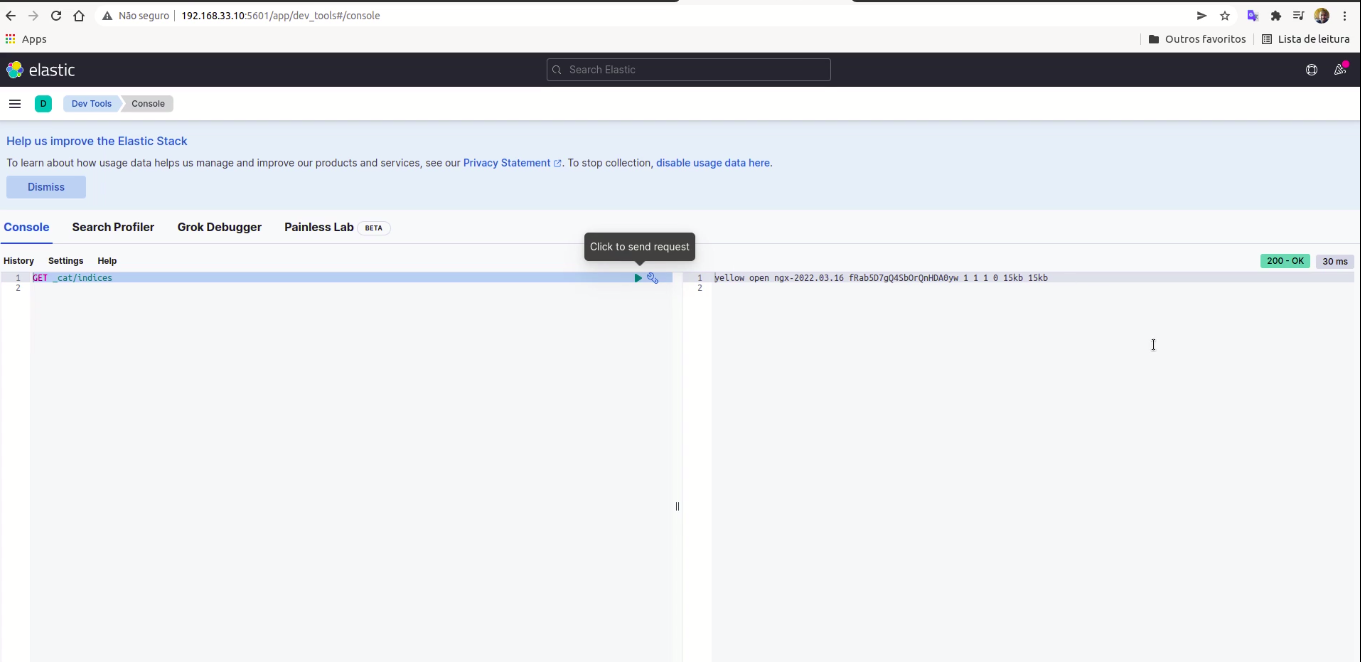 Não seguro 192.168.33.10:5601/app/dev_tools#/console
Apps Outros favoritos Lista de leitura
elastic Search Elastic
D Dev Tools Console
Help us improve the Elastic Stack
To learn about how usage data helps us manage and improve our products and services, see our Privacy Statement. To stop collection, disable usage data here.
Dismiss
Console Search Profiler Grok Debugger Painless Lab BETA
Click to send request
History Settings Help 200 - OK 30 ms
1 GET _cat/indices 1 yellow open ngx-2022.03.16 fRab5D7gQ4SbOrQnHDA0yw 1 1 1 0 15kb 15kb
2 2